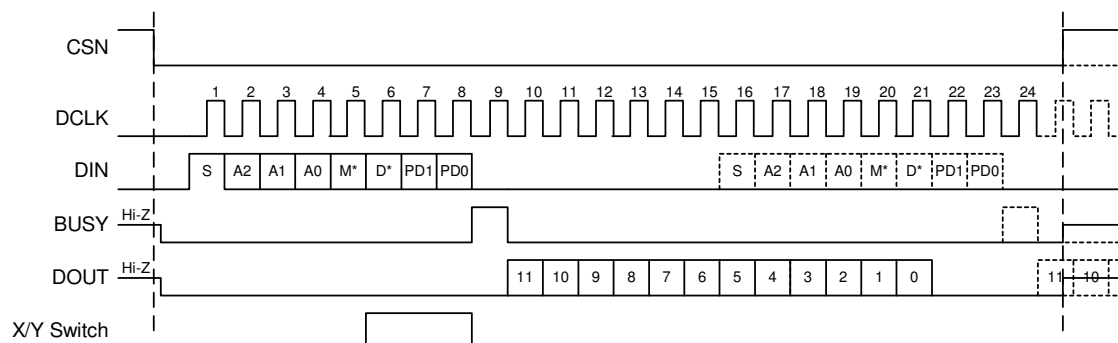 CSN
1 2 3 4 5 6 7 8 9 10 11 12 13 14 15 16 17 18 19 20 21 22 23 24
DCLK
DIN S A2 A1 A0 M* D* PD1 PD0 S A2 A1 A0 M* D* PD1 PD0
Hi-Z
BUSY
Hi-Z
DOUT 11 10 9 8 7 6 5 4 3 2 1 0 11 10
X/Y Switch